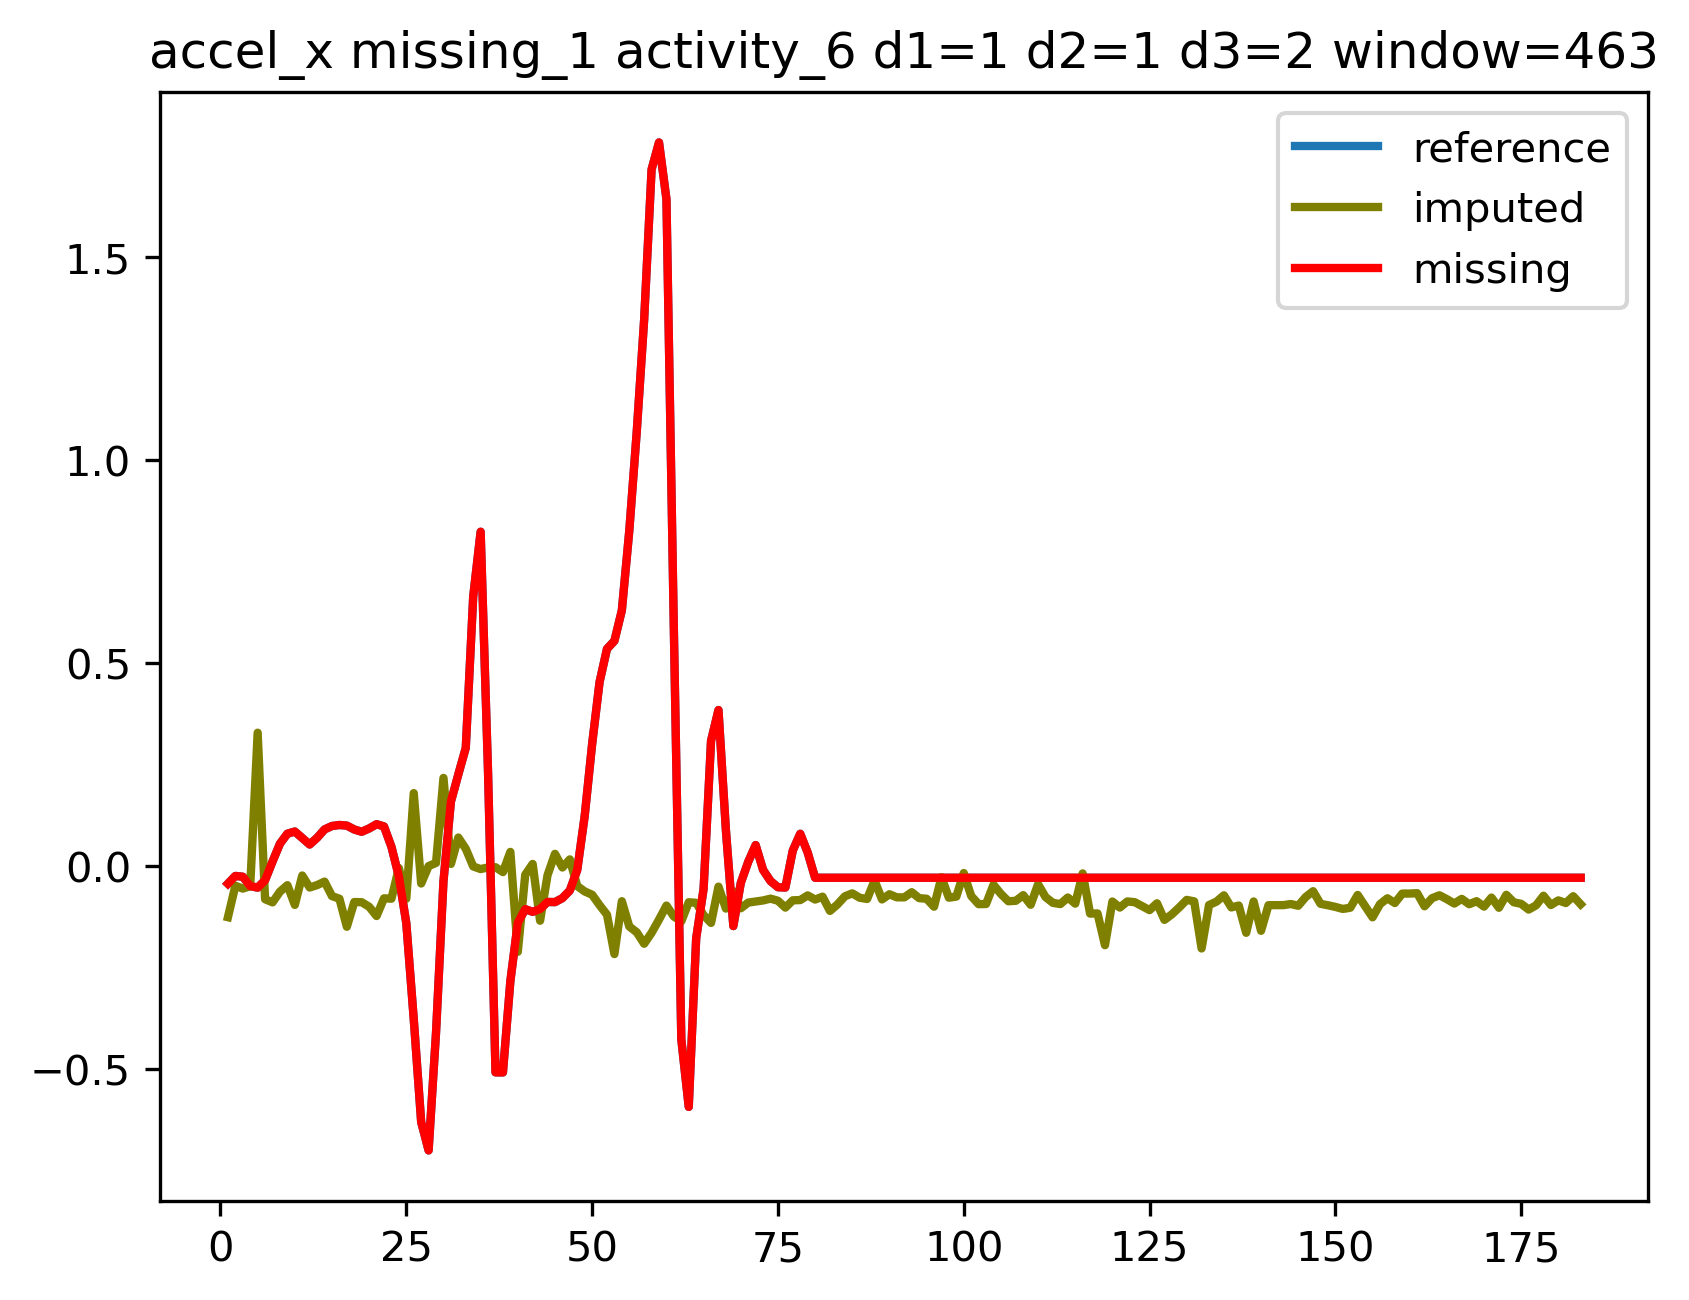 accel_x missing_1 activity_6 d1=1 d2=1 d3=2 window=463
reference
imputed
missing
1.5
1.0
0.5
0.0
−0.5
0 25 50 75 100 125 150 175